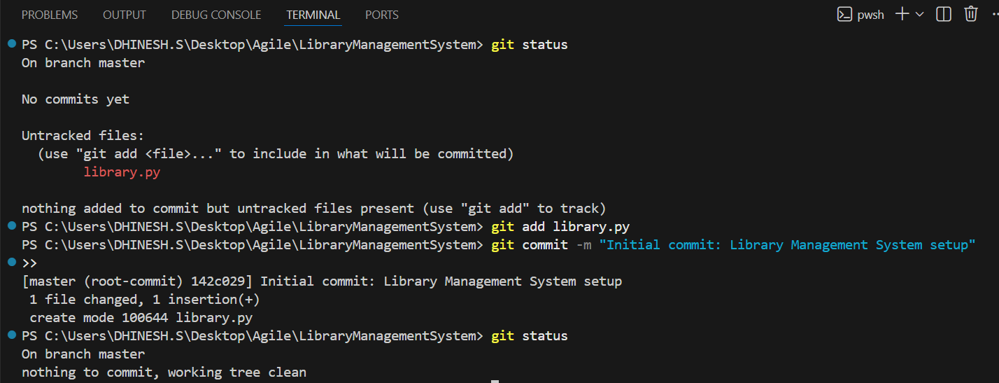 PROBLEMS OUTPUT DEBUG CONSOLE TERMINAL PORTS pwsh
PS C:\Users\DHINESH.S\Desktop\Agile\LibraryManagementSystem> git status
On branch master
No commits yet
Untracked files:
  (use "git add <file>..." to include in what will be committed)
        library.py
nothing added to commit but untracked files present (use "git add" to track)
PS C:\Users\DHINESH.S\Desktop\Agile\LibraryManagementSystem> git add library.py
PS C:\Users\DHINESH.S\Desktop\Agile\LibraryManagementSystem> git commit -m "Initial commit: Library Management System setup"
>>
[master (root-commit) 142c029] Initial commit: Library Management System setup
 1 file changed, 1 insertion(+)
 create mode 100644 library.py
PS C:\Users\DHINESH.S\Desktop\Agile\LibraryManagementSystem> git status
On branch master
nothing to commit, working tree clean